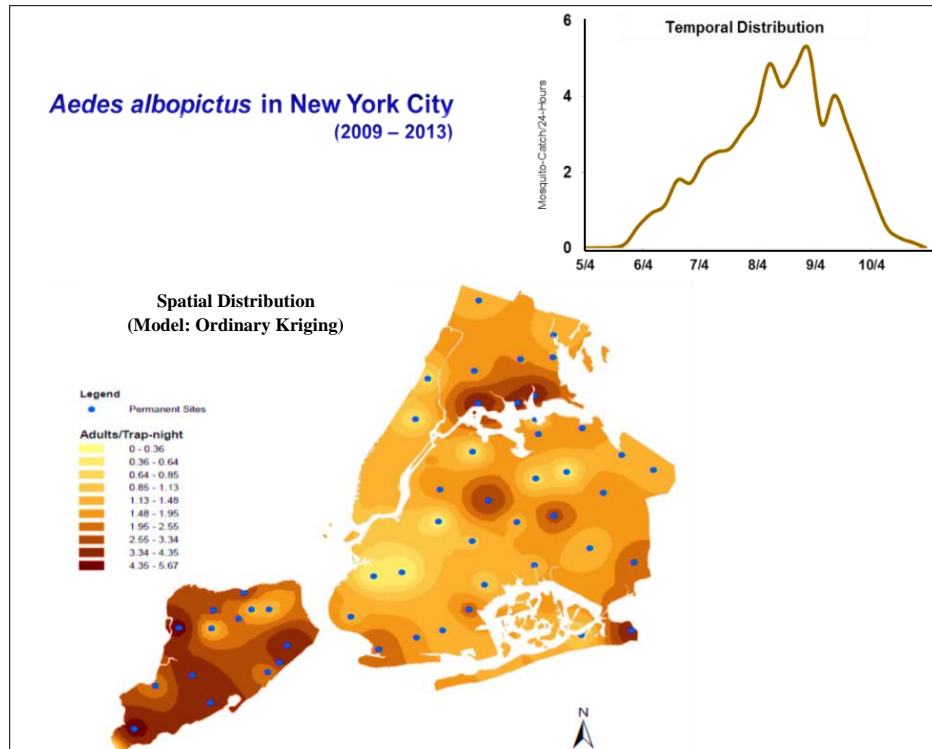 Aedes albopictus in New York City
(2009 – 2013)
Temporal Distribution
Mosquito-Catch/24-Hours
6
4
2
0
5/4 6/4 7/4 8/4 9/4 10/4
Spatial Distribution
(Model: Ordinary Kriging)
Legend
Permanent Sites
Adults/Trap-night
0 - 0.36
0.36 - 0.64
0.64 - 0.85
0.85 - 1.13
1.13 - 1.48
1.48 - 1.95
1.95 - 2.55
2.55 - 3.34
3.34 - 4.35
4.35 - 5.67
N